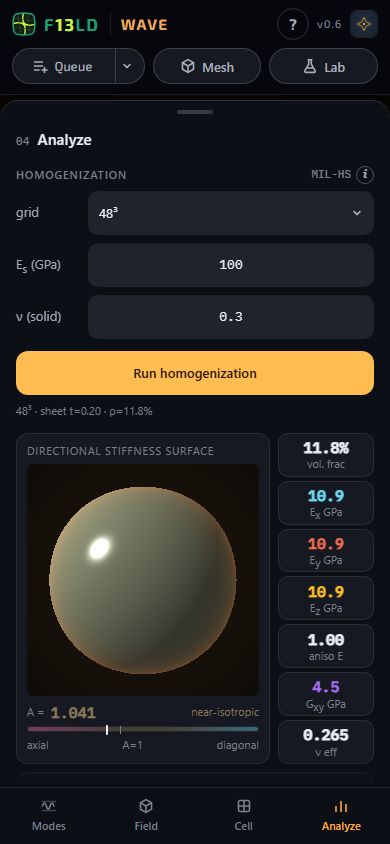 F13LD WAVE ? v0.6
Queue Mesh Lab
04 Analyze
HOMOGENIZATION MIL-HS i
grid 48³
Es (GPa) 100
ν (solid) 0.3
Run homogenization
48³ · sheet t=0.20 · ρ=11.8%
DIRECTIONAL STIFFNESS SURFACE
11.8%
vol. frac
10.9
Ex GPa
10.9
Ey GPa
10.9
Ez GPa
1.00
aniso E
4.5
Gxy GPa
0.265
ν eff
A = 1.041 near-isotropic
axial A=1 diagonal
Modes Field Cell Analyze